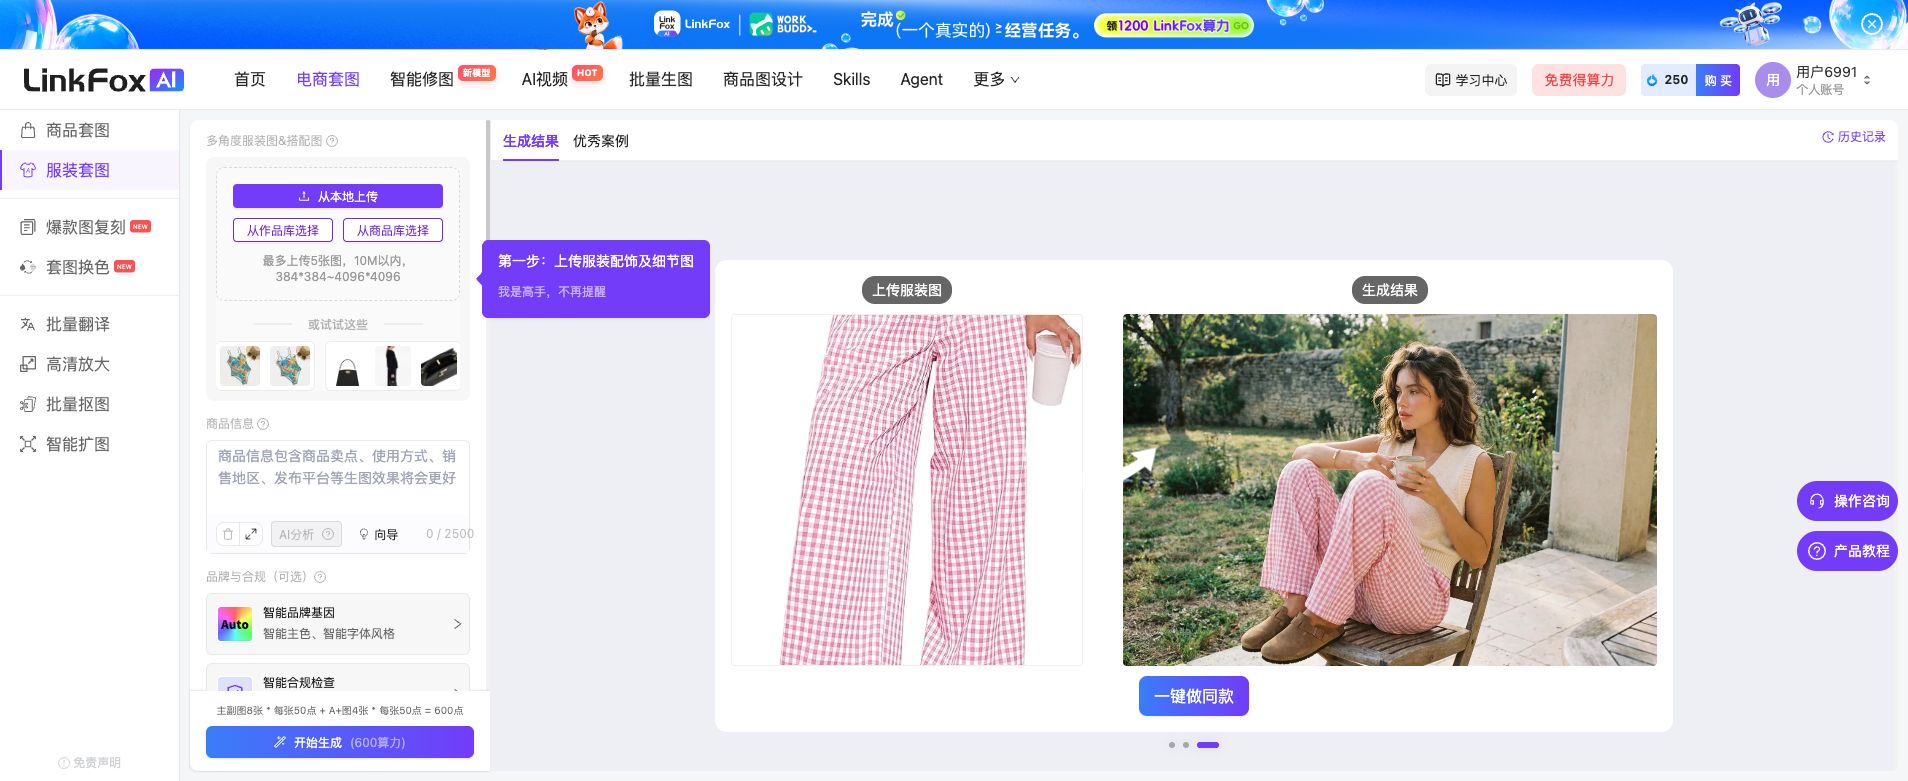 Link Fox AI LinkFox WORK BUDD>_ 完成 (一个真实的) 经营任务。 领1200 LinkFox算力 GO
LinkFox AI
首页 电商套图 智能修图 新模型 AI视频 HOT 批量生图 商品图设计 Skills Agent 更多
学习中心 免费得算力 250 购买 用 用户6991
个人账号
商品套图
服装套图
爆款图复刻 NEW
套图换色 NEW
批量翻译
高清放大
批量抠图
智能扩图
免责声明
多角度服装图&搭配图
从本地上传
从作品库选择 从商品库选择
最多上传5张图，10M以内，
384*384~4096*4096
或试试这些
商品信息
商品信息包含商品卖点、使用方式、销
售地区、发布平台等生图效果将会更好
AI分析 向导 0 / 2500
品牌与合规（可选）
Auto 智能品牌基因
智能主色、智能字体风格
智能合规检查
主副图8张 * 每张50点 + A+图4张 * 每张50点 = 600点
开始生成 (600算力)
生成结果 优秀案例
历史记录
第一步：上传服装配饰及细节图
我是高手，不再提醒
上传服装图
生成结果
一键做同款
操作咨询
产品教程